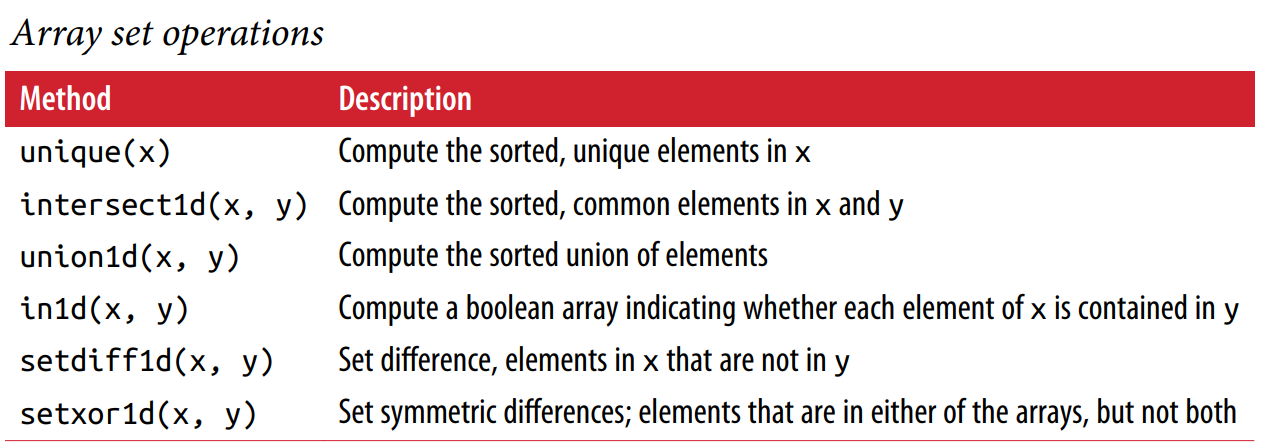 Array set operations
Method Description
unique(x) Compute the sorted, unique elements in x
intersect1d(x, y) Compute the sorted, common elements in x and y
union1d(x, y) Compute the sorted union of elements
in1d(x, y) Compute a boolean array indicating whether each element of x is contained in y
setdiff1d(x, y) Set difference, elements in x that are not in y
setxor1d(x, y) Set symmetric differences; elements that are in either of the arrays, but not both